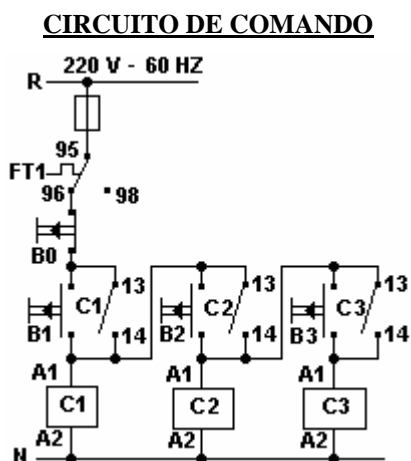 CIRCUITO DE COMANDO
220 V - 60 HZ
R
95
FT1
96 98
B0
C1 13 C2 13 C3 13
B1 14 B2 14 B3 14
A1 A1 A1
C1 C2 C3
A2 A2 A2
N